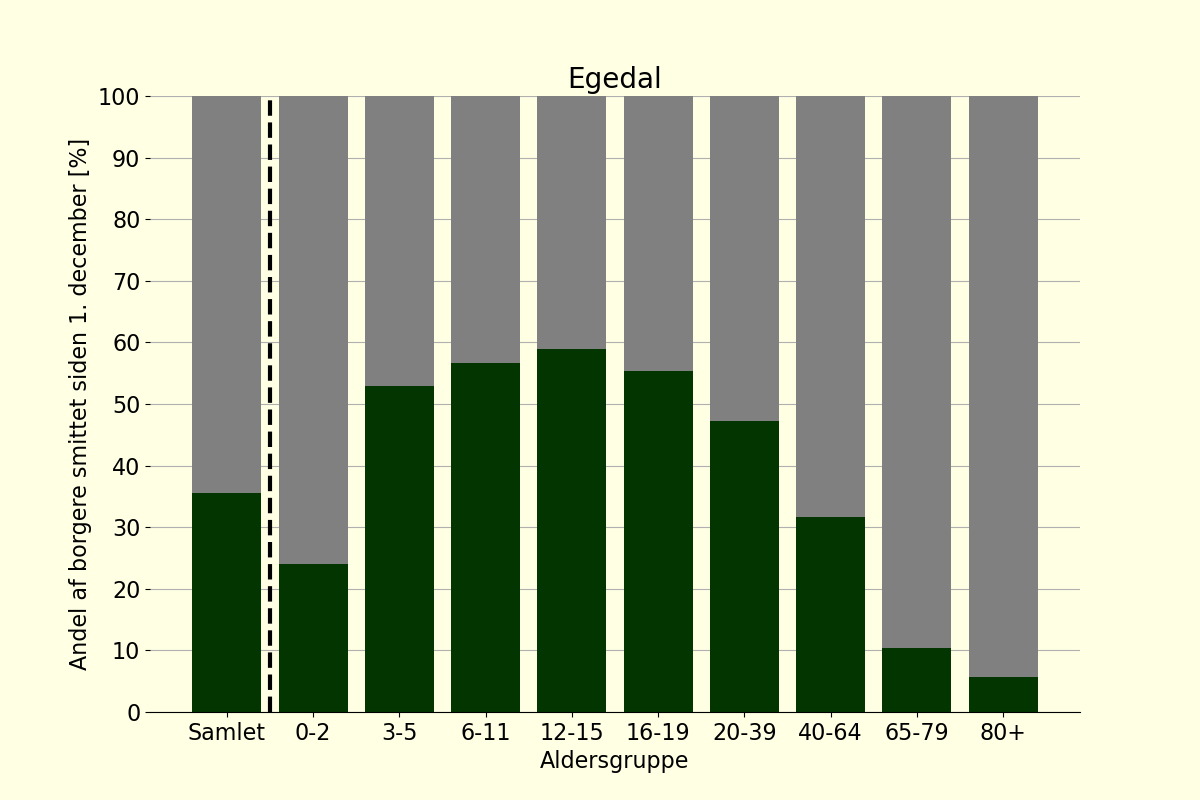 Egedal
Andel af borgere smittet siden 1. december [%]
100
90
80
70
60
50
40
30
20
10
0
Samlet 0-2 3-5 6-11 12-15 16-19 20-39 40-64 65-79 80+
Aldersgruppe